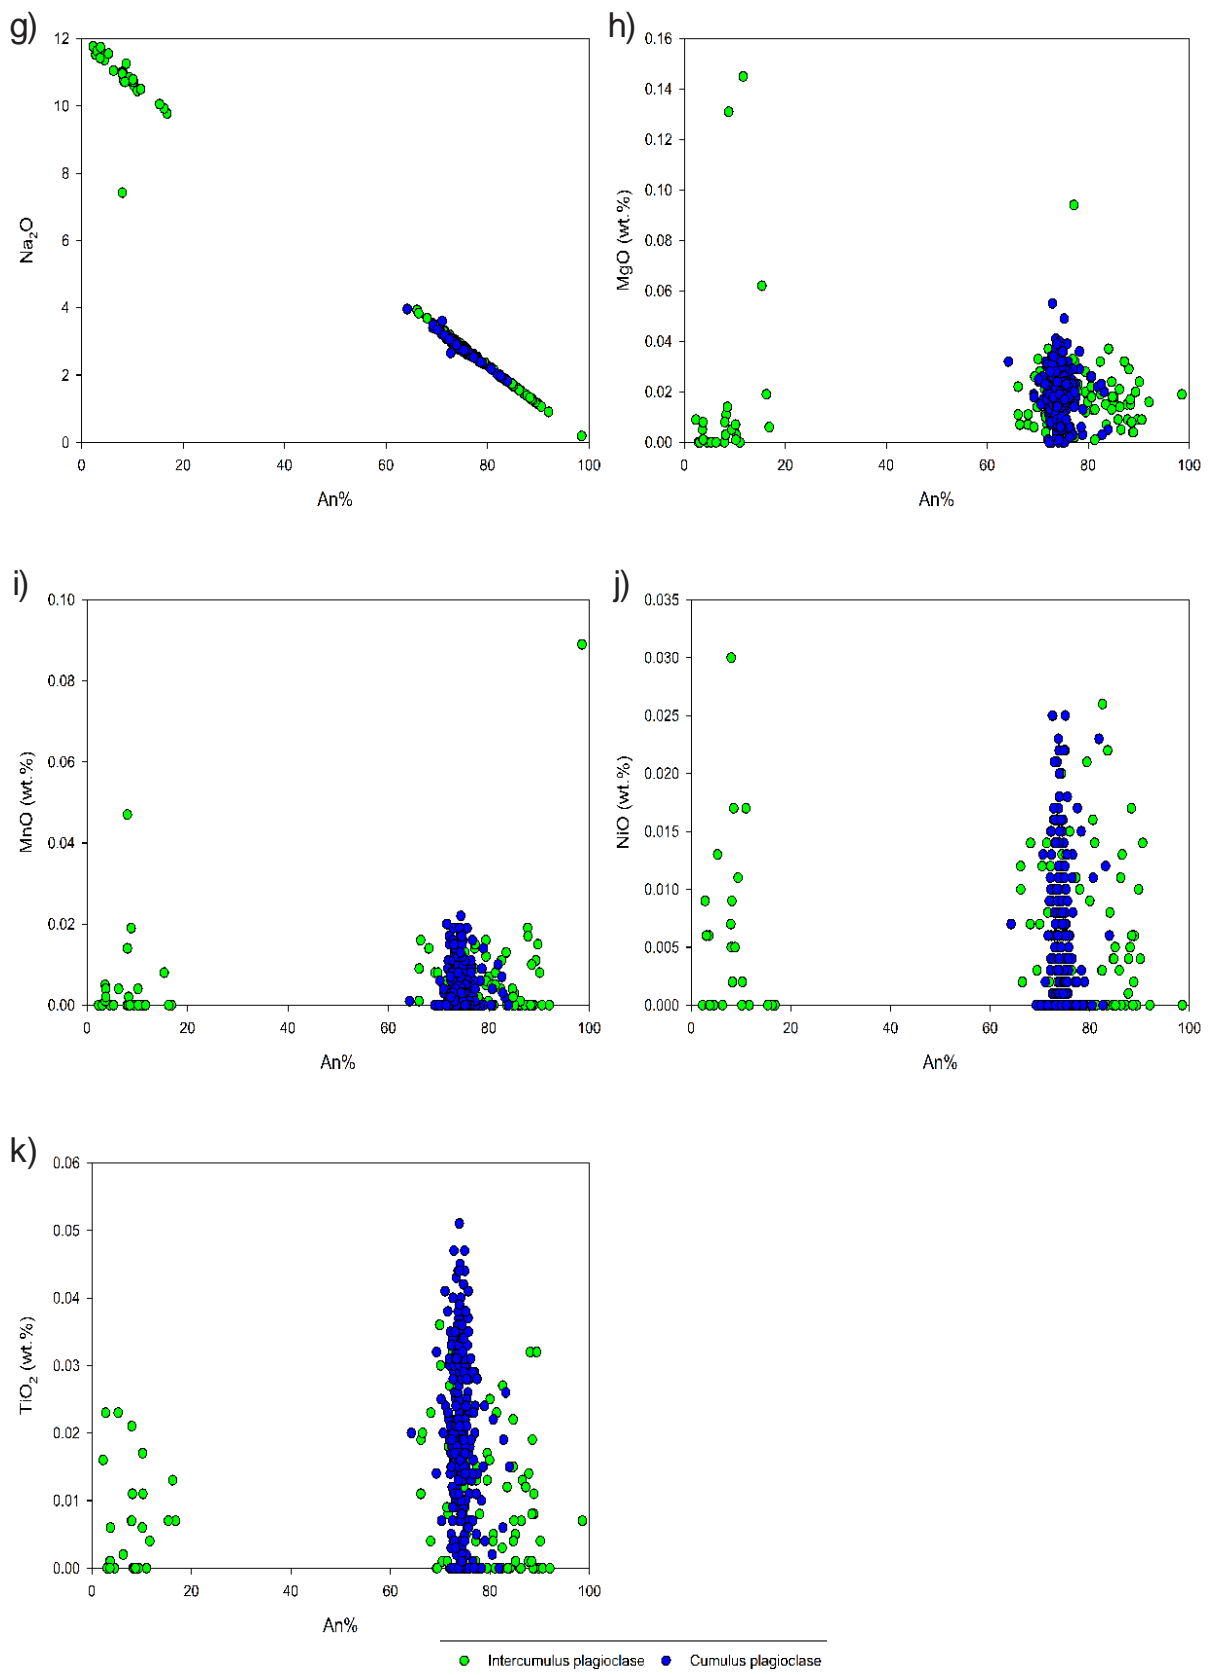 g)
12
10
8
6
4
2
0
Na₂O
0 20 40 60 80 100
An%
h)
0.16
0.14
0.12
0.10
0.08
0.06
0.04
0.02
0.00
MgO (wt.%)
0 20 40 60 80 100
An%
i)
0.10
0.08
0.06
0.04
0.02
0.00
MnO (wt.%)
0 20 40 60 80 100
An%
j)
0.035
0.030
0.025
0.020
0.015
0.010
0.005
0.000
NiO (wt.%)
0 20 40 60 80 100
An%
k)
0.06
0.05
0.04
0.03
0.02
0.01
0.00
TiO₂ (wt.%)
0 20 40 60 80 100
An%
Intercumulus plagioclase Cumulus plagioclase